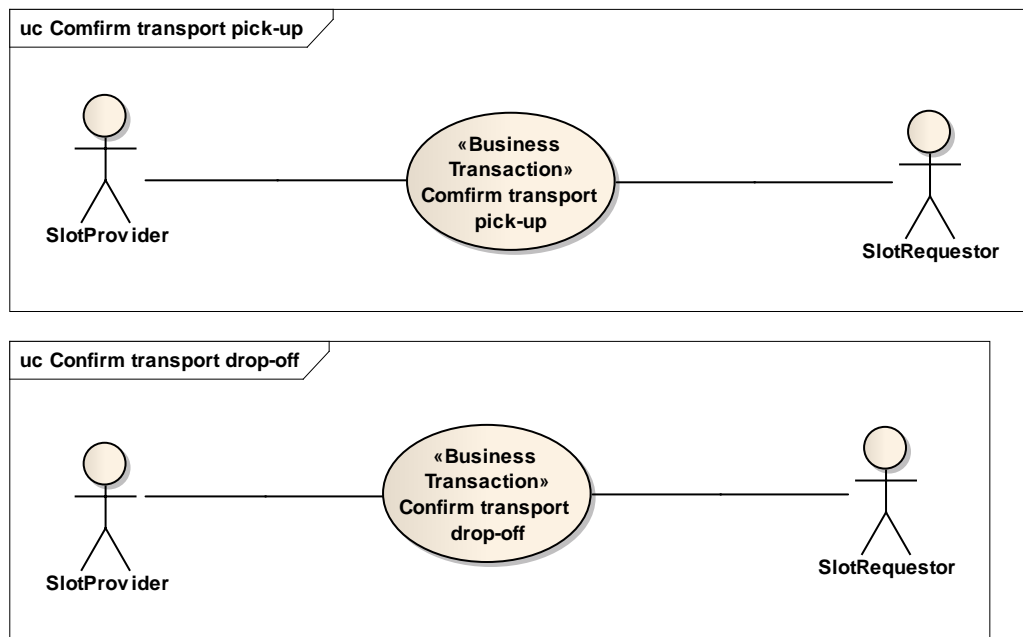 uc Comfirm transport pick-up
«Business
Transaction»
Comfirm transport
pick-up
SlotProvider
SlotRequestor
uc Confirm transport drop-off
«Business
Transaction»
Confirm transport
drop-off
SlotProvider
SlotRequestor